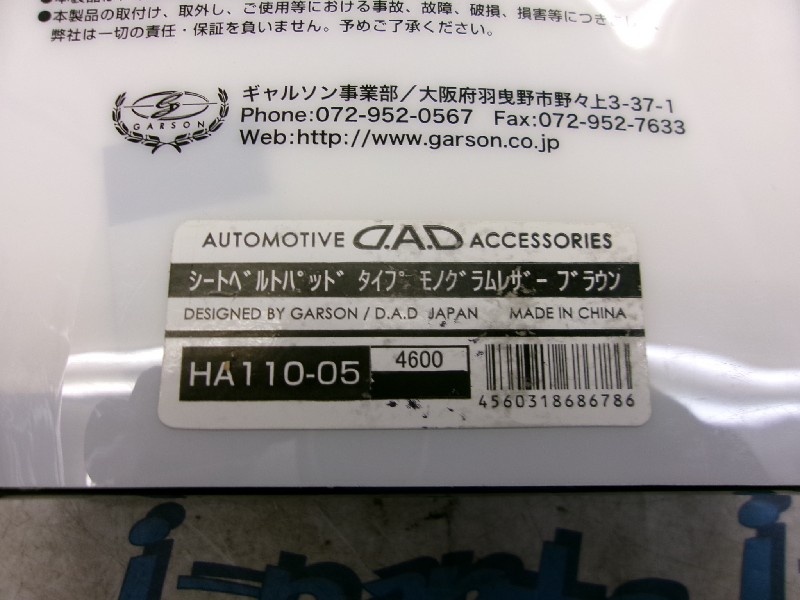 ●本製品の取付け、取外し、ご使用等における事故、故障、破損、損害等につき
弊社は一切の責任・保証を負いません。予めご了承ください。
GARSON
ギャルソン事業部／大阪府羽曳野市野々上3-37-1
Phone:072-952-0567 Fax:072-952-7633
Web:http://www.garson.co.jp
AUTOMOTIVE D.A.D ACCESSORIES
シートベルトパッド タイプ モノグラムレザー ブラウン
DESIGNED BY GARSON / D.A.D JAPAN MADE IN CHINA
HA110-05 4600
4560318686786
i-parts